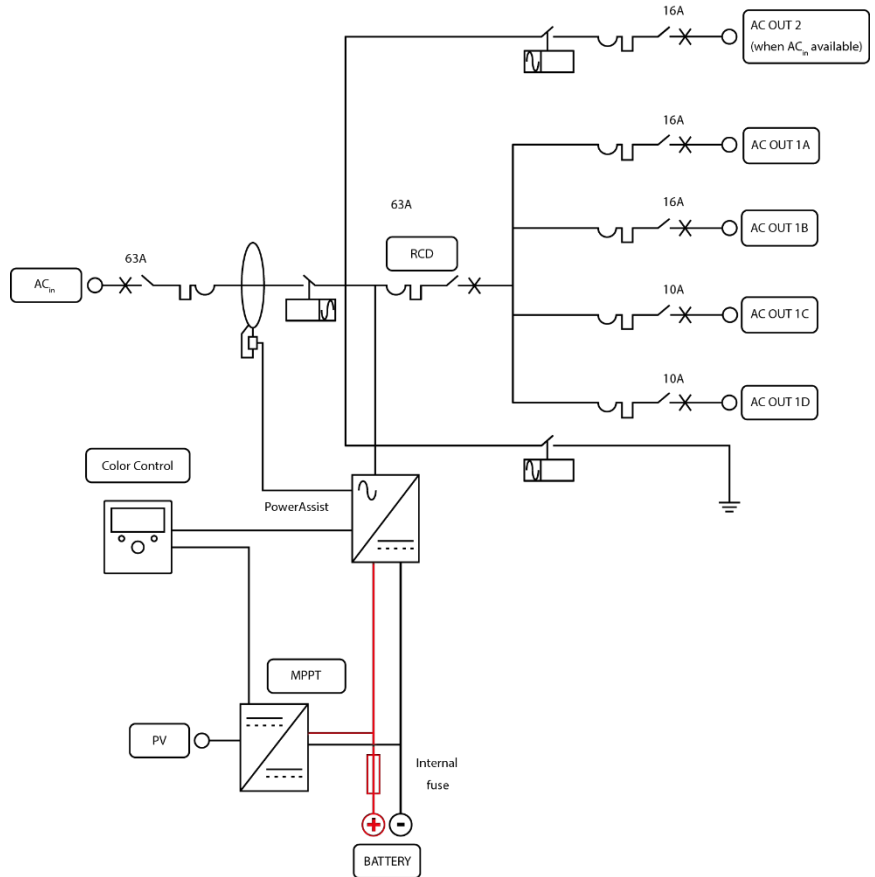 16A
AC OUT 2
(when ACin available)
16A
AC OUT 1A
16A
AC OUT 1B
63A
RCD
63A
ACin
10A
AC OUT 1C
10A
AC OUT 1D
Color Control
PowerAssist
MPPT
PV
Internal
fuse
+ -
BATTERY